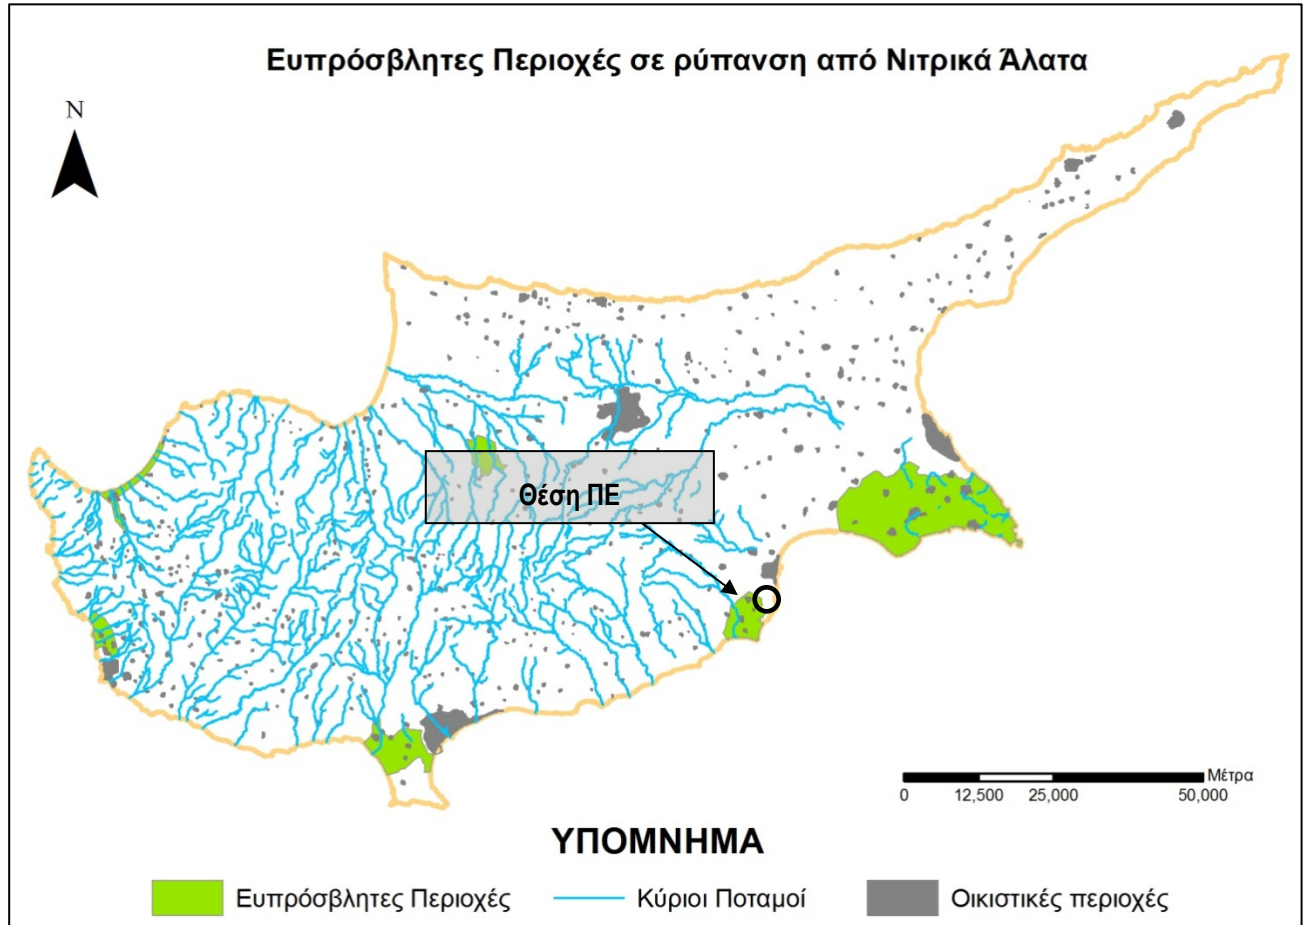 Ευπρόσβλητες Περιοχές σε ρύπανση από Νιτρικά Άλατα
N
Θέση ΠΕ
Μέτρα
0 12,500 25,000 50,000
ΥΠΟΜΝΗΜΑ
Ευπρόσβλητες Περιοχές Κύριοι Ποταμοί Οικιστικές περιοχές